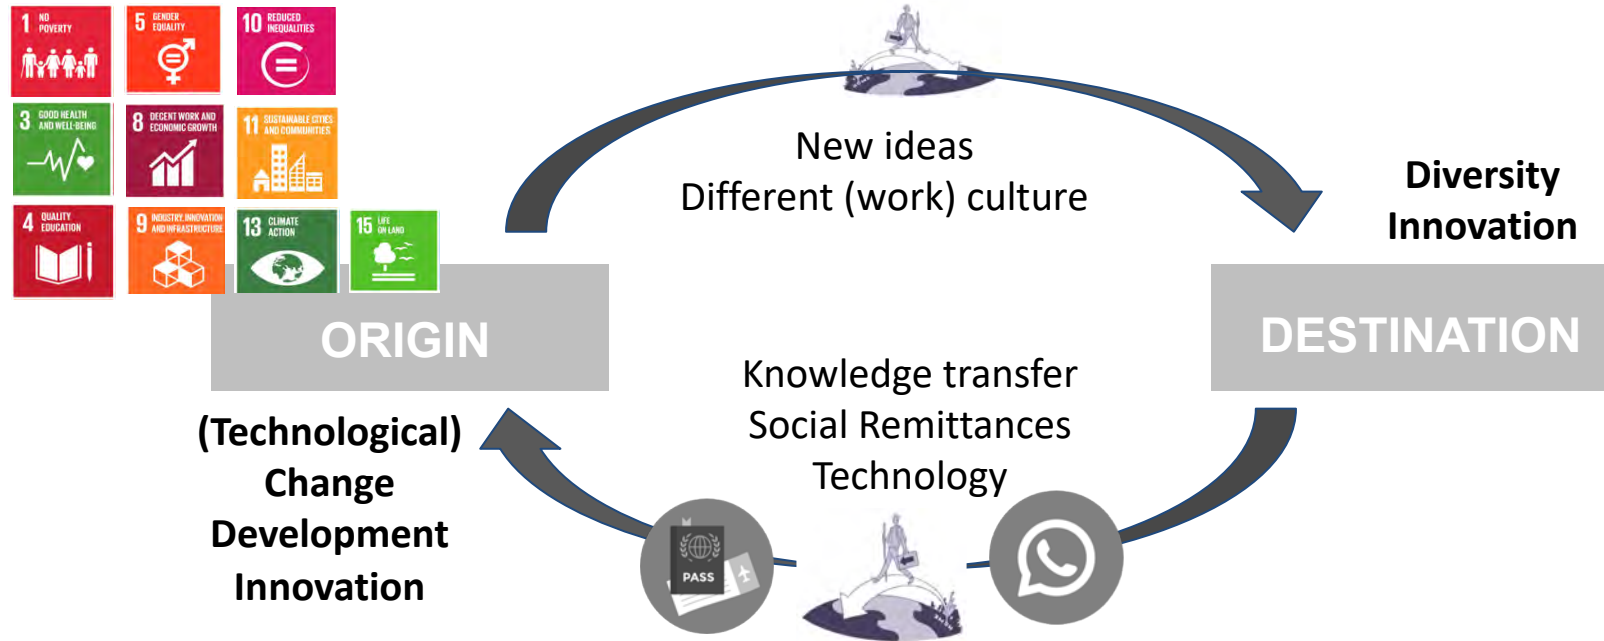 1 NO
POVERTY
5 GENDER
EQUALITY
10 REDUCED
INEQUALITIES
3 GOOD HEALTH
AND WELL-BEING
8 DECENT WORK AND
ECONOMIC GROWTH
11 SUSTAINABLE CITIES
AND COMMUNITIES
4 QUALITY
EDUCATION
9 INDUSTRY, INNOVATION
AND INFRASTRUCTURE
13 CLIMATE
ACTION
15 LIFE
ON LAND
New ideas
Different (work) culture
Diversity
Innovation
ORIGIN
DESTINATION
Knowledge transfer
Social Remittances
Technology
(Technological)
Change
Development
Innovation
PASS